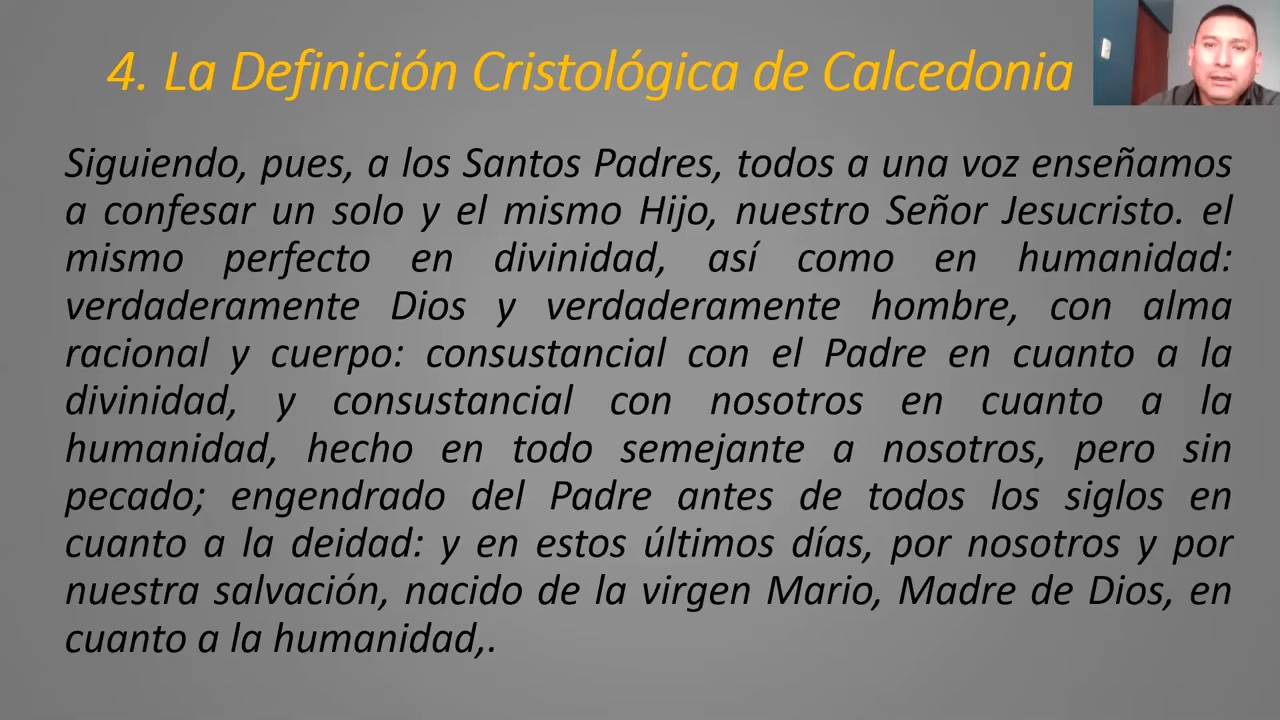 4. La Definición Cristológica de Calcedonia
Siguiendo, pues, a los Santos Padres, todos a una voz enseñamos
a confesar un solo y el mismo Hijo, nuestro Señor Jesucristo. el
mismo perfecto en divinidad, así como en humanidad:
verdaderamente Dios y verdaderamente hombre, con alma
racional y cuerpo: consustancial con el Padre en cuanto a la
divinidad, y consustancial con nosotros en cuanto a la
humanidad, hecho en todo semejante a nosotros, pero sin
pecado; engendrado del Padre antes de todos los siglos en
cuanto a la deidad: y en estos últimos días, por nosotros y por
nuestra salvación, nacido de la virgen Mario, Madre de Dios, en
cuanto a la humanidad,.